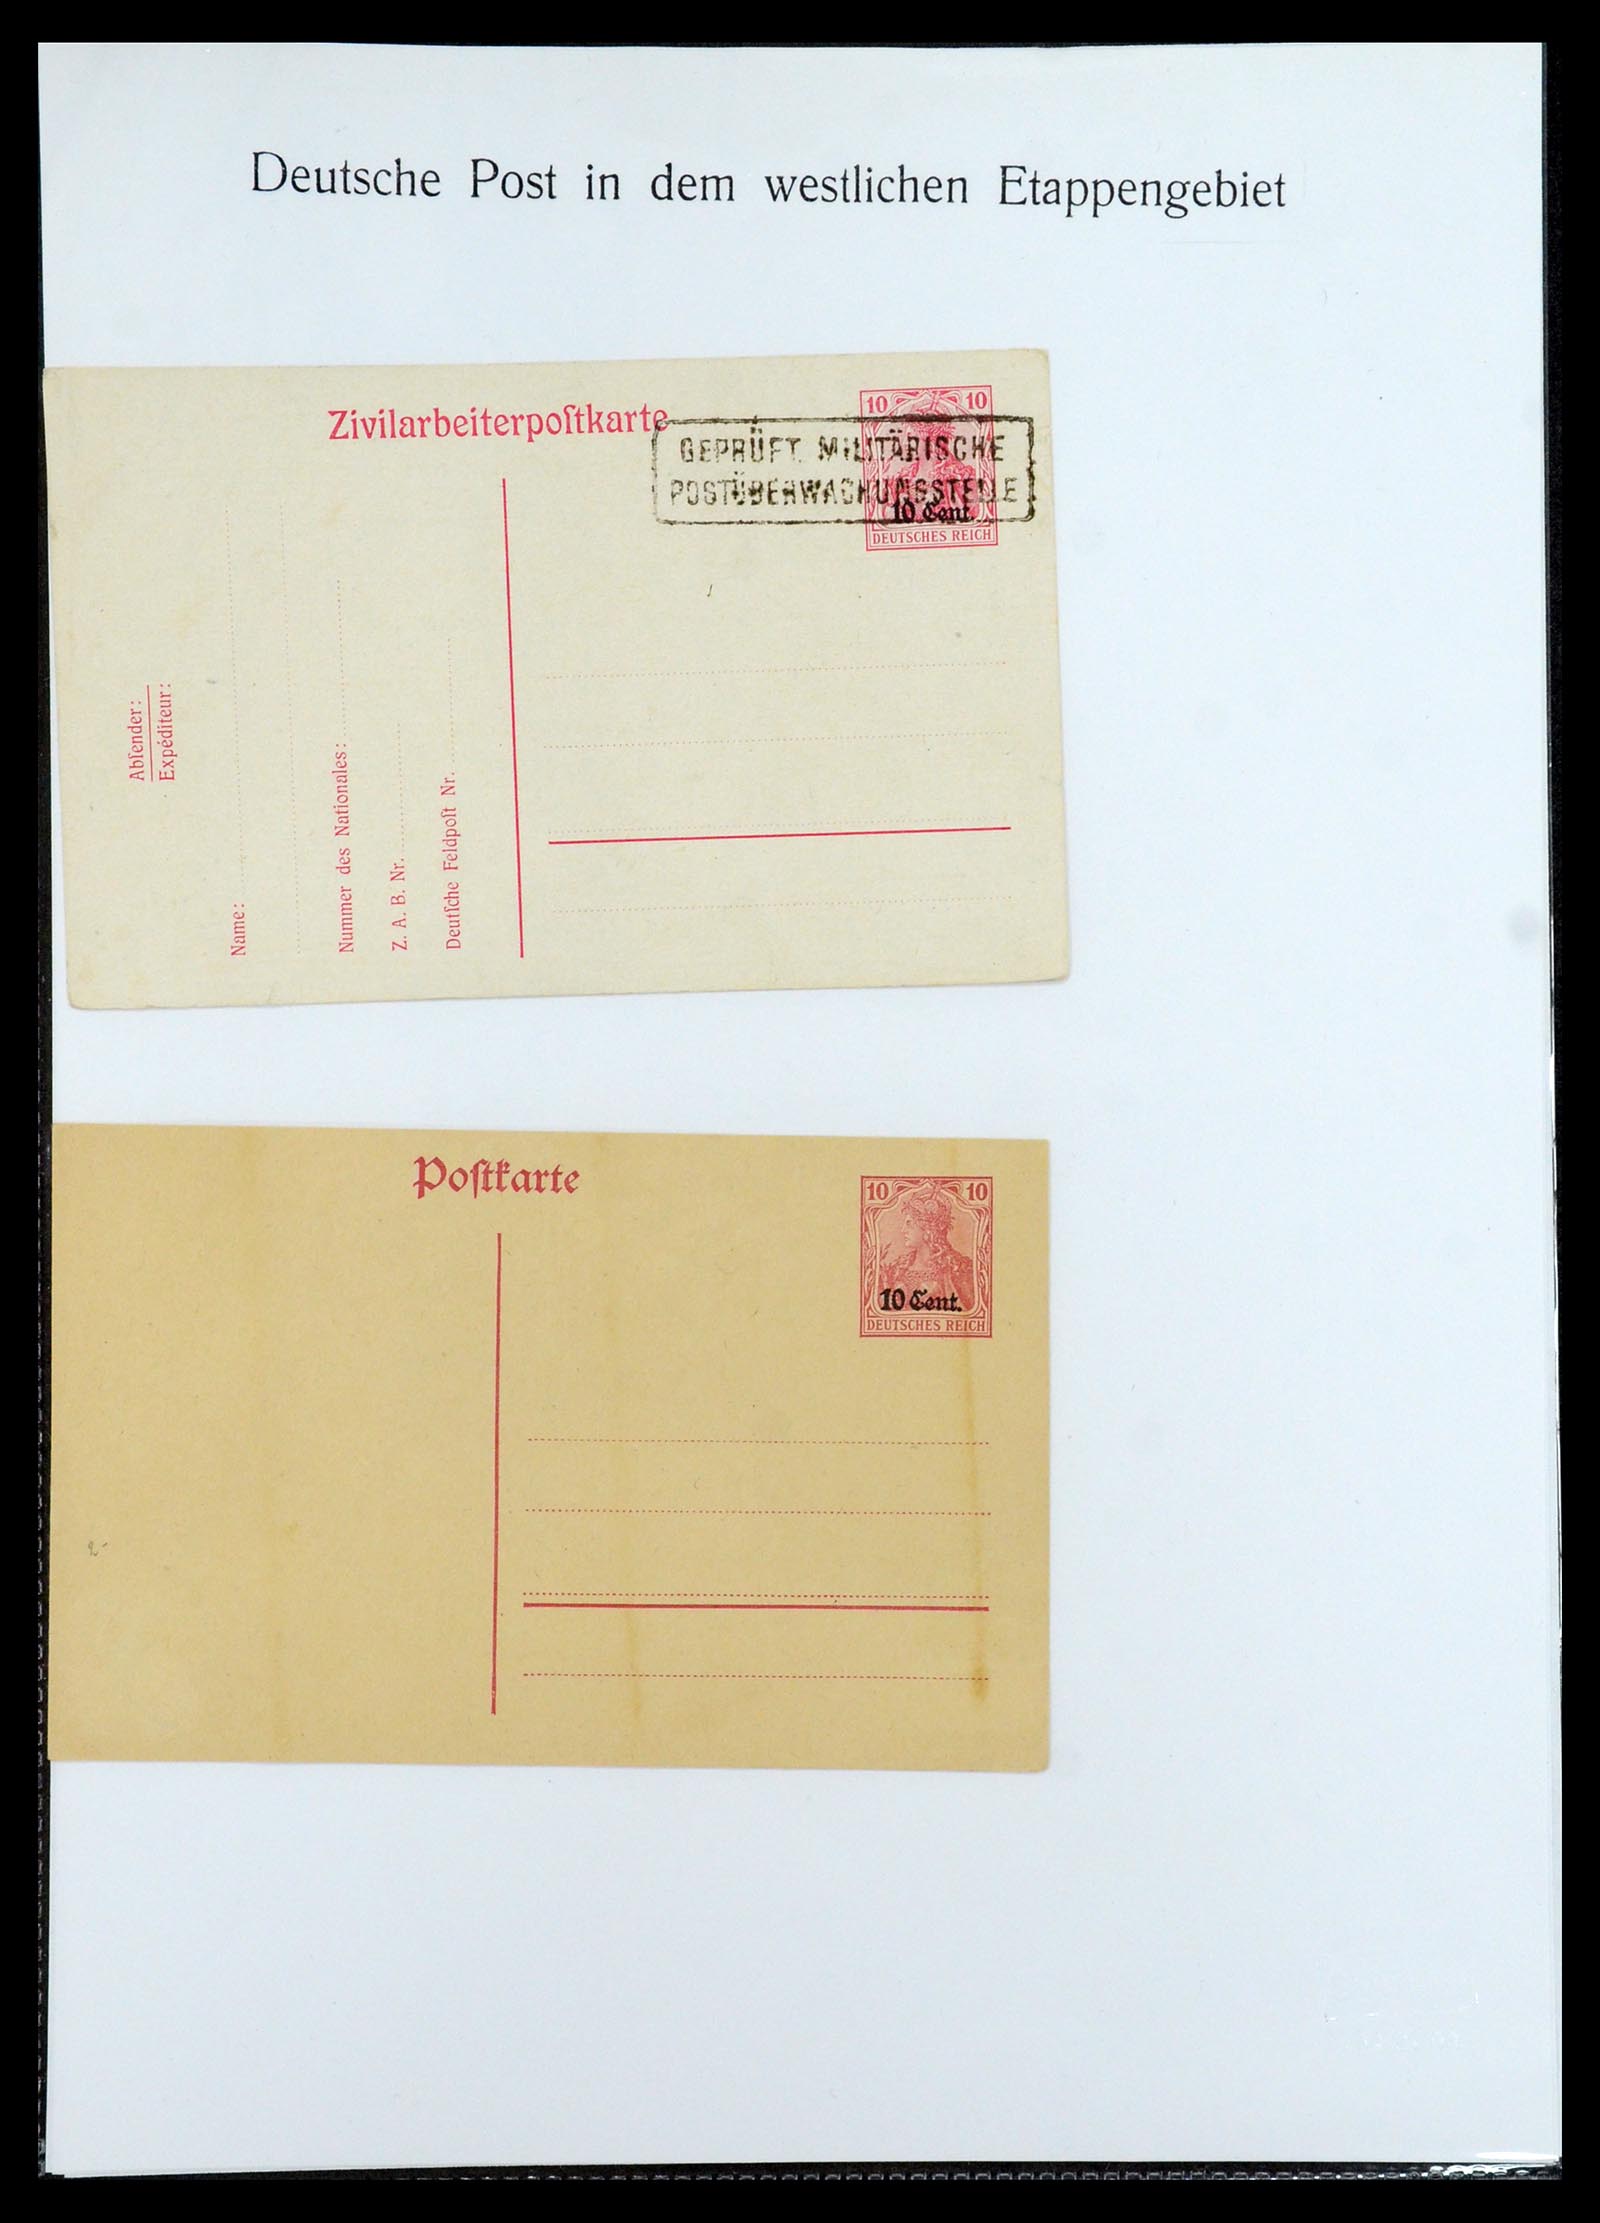 Deutsche Post in dem westlichen Etappengebiet
Zivilarbeiterpoſtkarte
10 10
GEPRÜFT MILITÄRISCHE
POSTÜBERWACHUNGSSTELLE
10 Cent.
DEUTSCHES REICH
Abſender:
Expéditeur:
Name:
Nummer des Nationales:
Z. A. B. Nr.
Deutſche Feldpoſt Nr.
Poſtkarte
10 10
10 Cent.
DEUTSCHES REICH